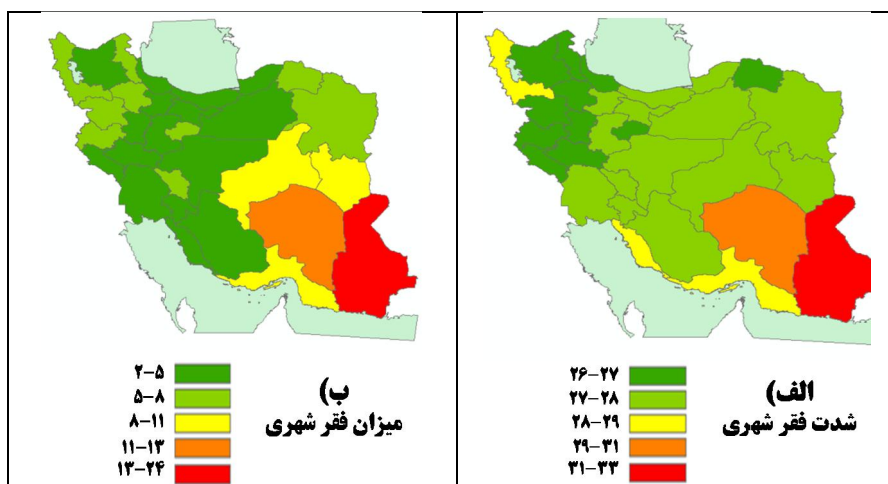 الف)
شدت فقر شهری
۲۶-۲۷
۲۷-۲۸
۲۸-۲۹
۲۹-۳۱
۳۱-۳۳
ب)
میزان فقر شهری
۲-۵
۵-۸
۸-۱۱
۱۱-۱۳
۱۳-۲۴